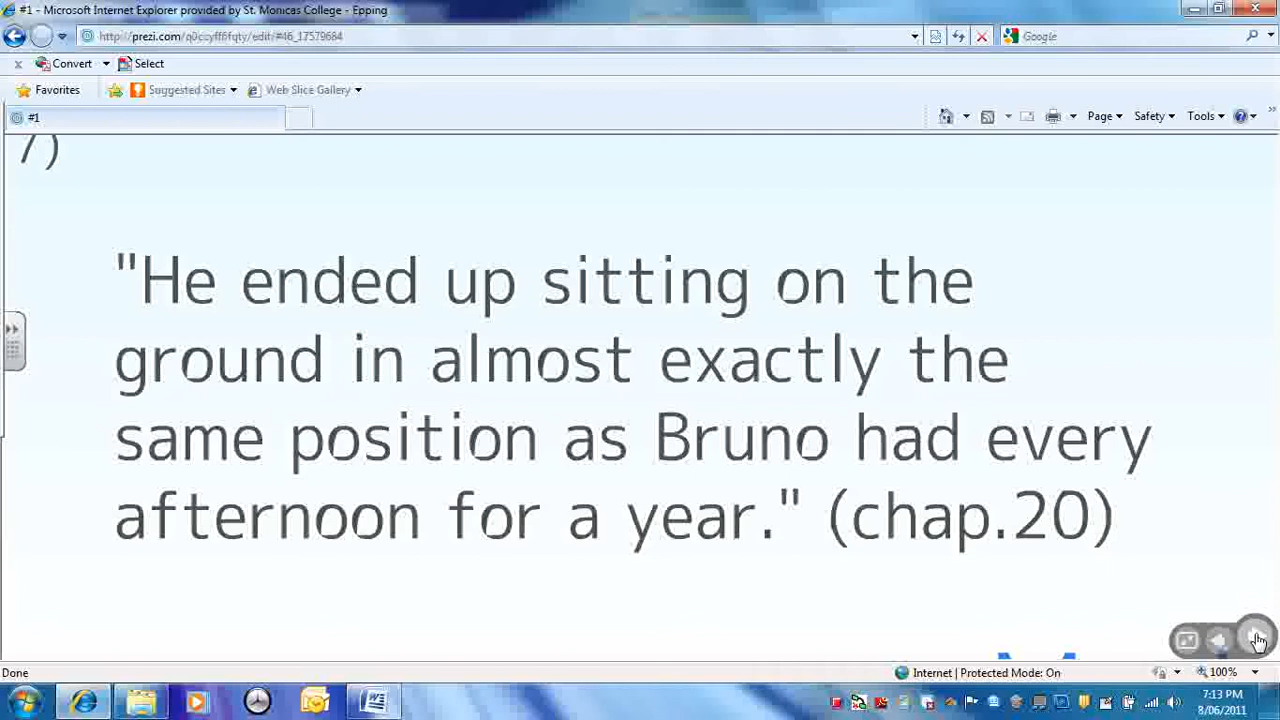 #1 - Microsoft Internet Explorer provided by St. Monicas College - Epping
Google
x Convert Select
Favorites Suggested Sites Web Slice Gallery
#1 Page Safety Tools
7)
"He ended up sitting on the
ground in almost exactly the
same position as Bruno had every
afternoon for a year." (chap.20)
Done Internet | Protected Mode: On 100%
7:13 PM
8/06/2011